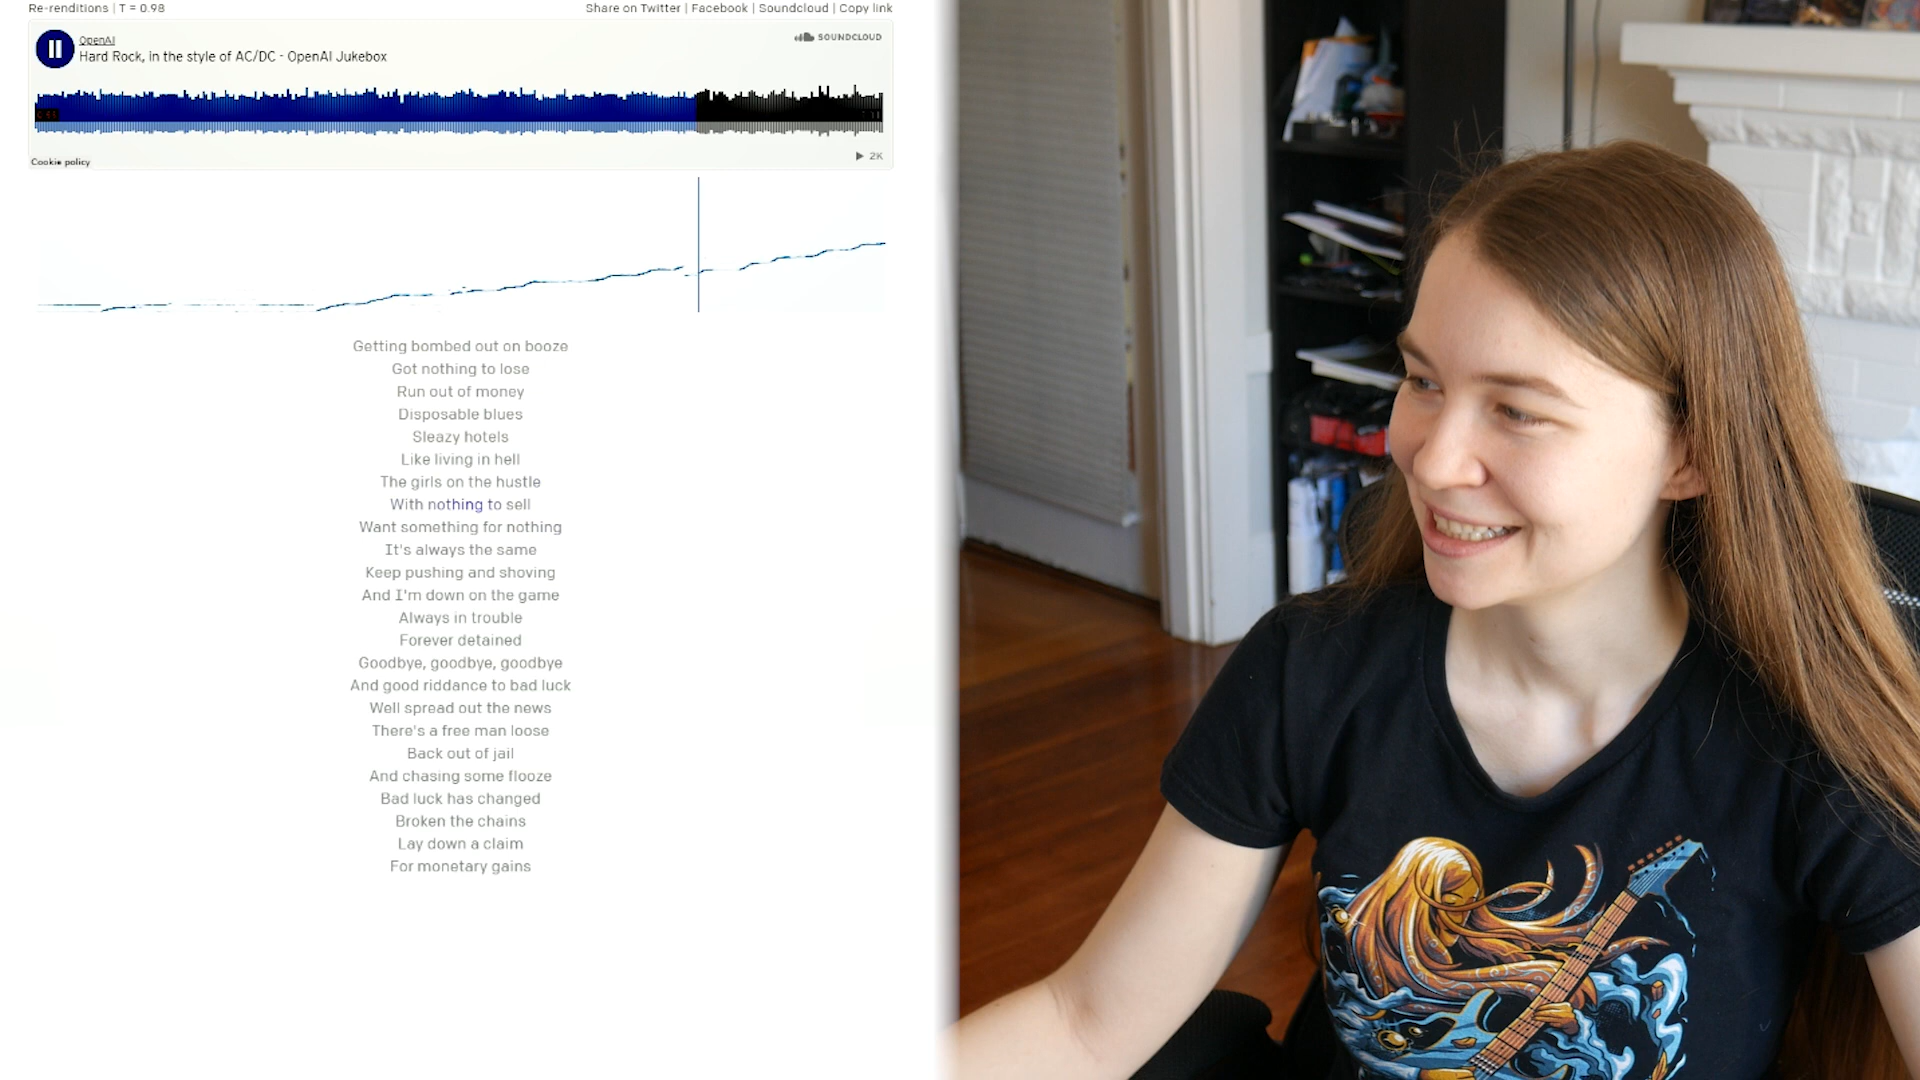 Re-renditions | T = 0.98
Share on Twitter | Facebook | Soundcloud | Copy link
OpenAI
SOUNDCLOUD
Hard Rock, in the style of AC/DC - OpenAI Jukebox
Cookie policy
2K
Getting bombed out on booze
Got nothing to lose
Run out of money
Disposable blues
Sleazy hotels
Like living in hell
The girls on the hustle
With nothing to sell
Want something for nothing
It's always the same
Keep pushing and shoving
And I'm down on the game
Always in trouble
Forever detained
Goodbye, goodbye, goodbye
And good riddance to bad luck
Well spread out the news
There's a free man loose
Back out of jail
And chasing some flooze
Bad luck has changed
Broken the chains
Lay down a claim
For monetary gains